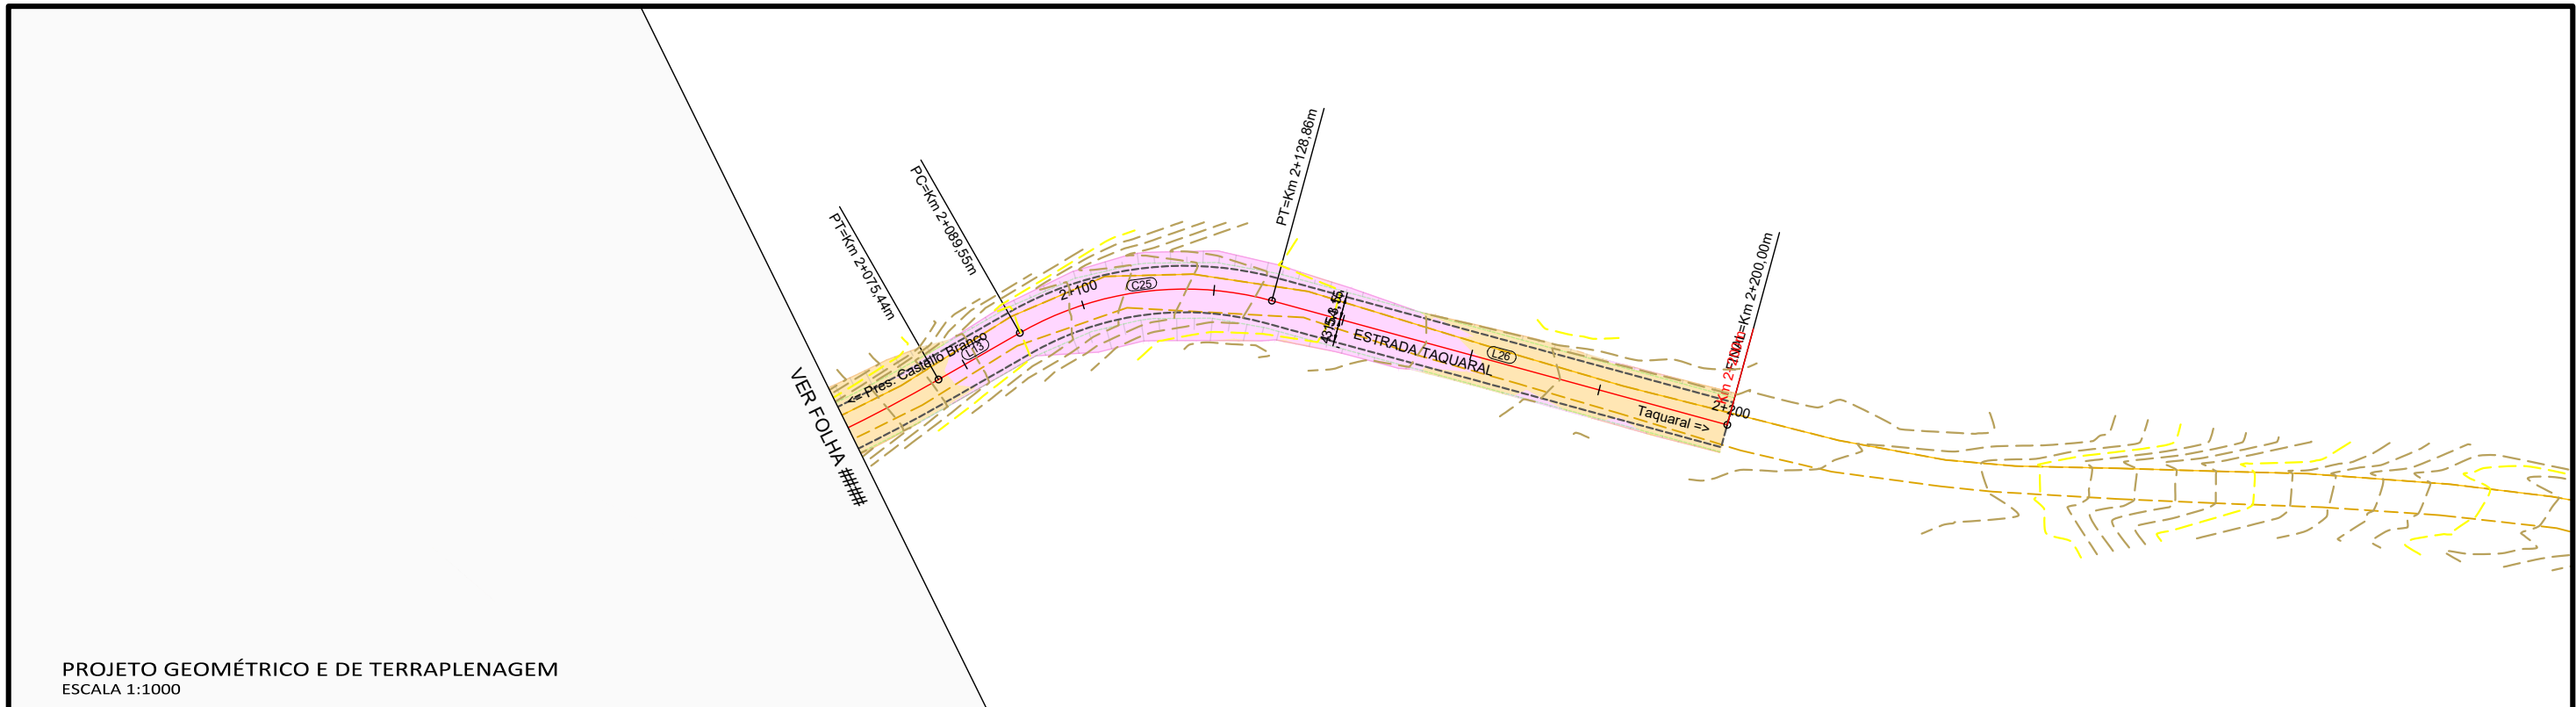 PT=Km 2+075,44m
PC=Km 2+089,55m
PT=Km 2+128,86m
FINAL=Km 2+200,00m
2+100
C25
<= Pres. Castello Branco
L13
ESTRADA TAQUARAL
L26
2+200
Taquaral =>
VER FOLHA ####
PROJETO GEOMÉTRICO E DE TERRAPLENAGEM
ESCALA 1:1000